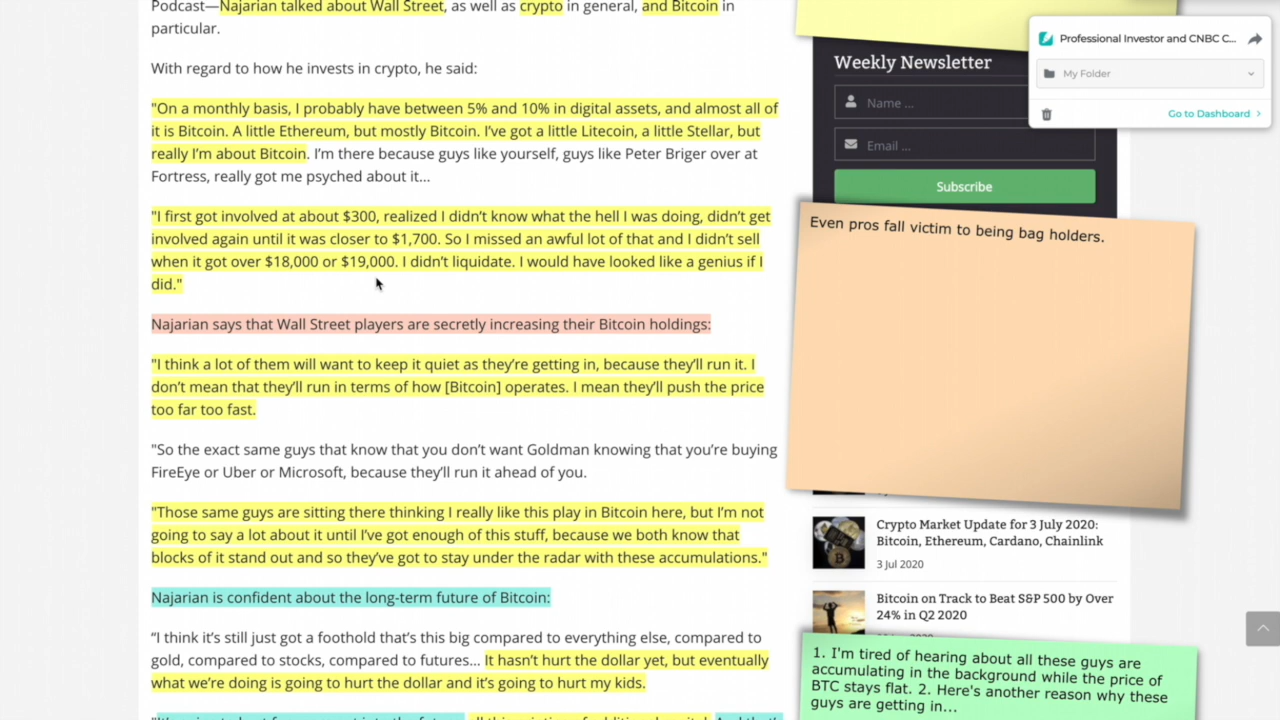 Podcast—Najarian talked about Wall Street, as well as crypto in general, and Bitcoin in
particular.
With regard to how he invests in crypto, he said:
"On a monthly basis, I probably have between 5% and 10% in digital assets, and almost all of
it is Bitcoin. A little Ethereum, but mostly Bitcoin. I’ve got a little Litecoin, a little Stellar, but
really I’m about Bitcoin. I’m there because guys like yourself, guys like Peter Briger over at
Fortress, really got me psyched about it…
"I first got involved at about $300, realized I didn’t know what the hell I was doing, didn’t get
involved again until it was closer to $1,700. So I missed an awful lot of that and I didn’t sell
when it got over $18,000 or $19,000. I didn’t liquidate. I would have looked like a genius if I
did."
Najarian says that Wall Street players are secretly increasing their Bitcoin holdings:
"I think a lot of them will want to keep it quiet as they’re getting in, because they’ll run it. I
don’t mean that they’ll run in terms of how [Bitcoin] operates. I mean they’ll push the price
too far too fast.
"So the exact same guys that know that you don’t want Goldman knowing that you’re buying
FireEye or Uber or Microsoft, because they’ll run it ahead of you.
"Those same guys are sitting there thinking I really like this play in Bitcoin here, but I’m not
going to say a lot about it until I’ve got enough of this stuff, because we both know that
blocks of it stand out and so they’ve got to stay under the radar with these accumulations."
Najarian is confident about the long-term future of Bitcoin:
“I think it’s still just got a foothold that’s this big compared to everything else, compared to
gold, compared to stocks, compared to futures… It hasn’t hurt the dollar yet, but eventually
what we’re doing is going to hurt the dollar and it’s going to hurt my kids.
Weekly Newsletter
Name ...
Email ...
Subscribe
Professional Investor and CNBC C...
My Folder
Go to Dashboard
Even pros fall victim to being bag holders.
Crypto Market Update for 3 July 2020:
Bitcoin, Ethereum, Cardano, Chainlink
3 Jul 2020
Bitcoin on Track to Beat S&P 500 by Over
24% in Q2 2020
1. I'm tired of hearing about all these guys are
accumulating in the background while the price of
BTC stays flat. 2. Here's another reason why these
guys are getting in...